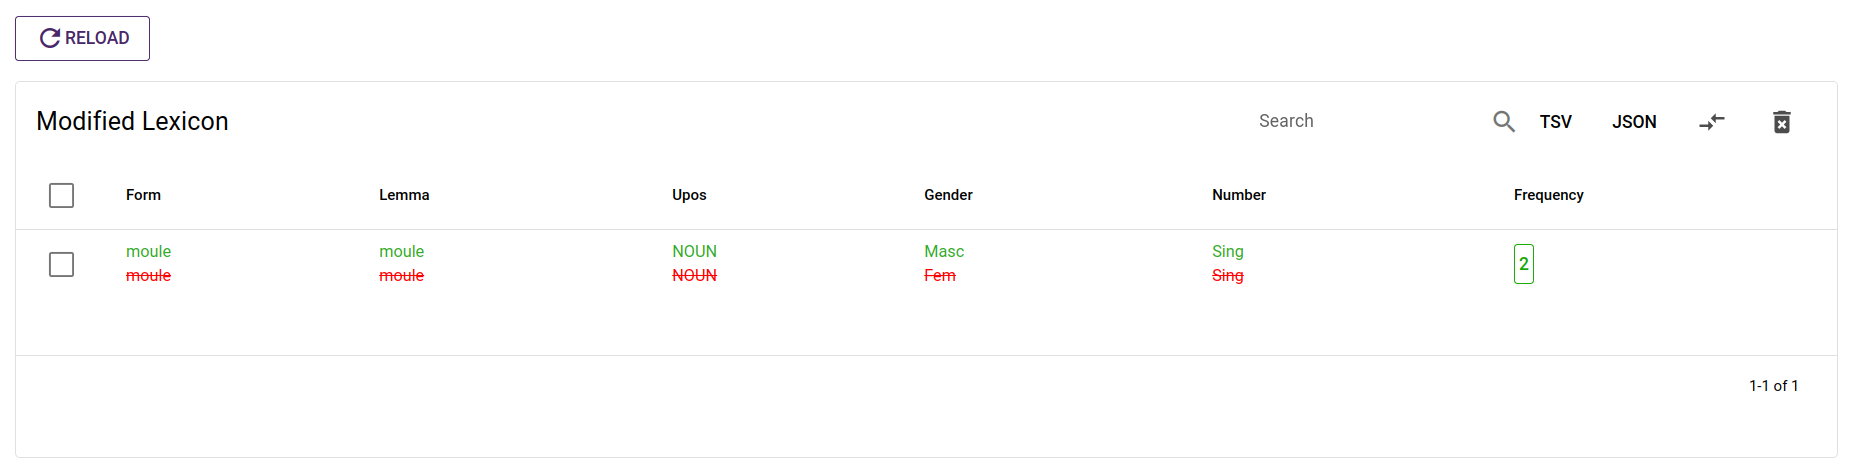 RELOAD
Modified Lexicon Search TSV JSON
Form Lemma Upos Gender Number Frequency
moule moule NOUN Masc Sing 2
moule moule NOUN Fem Sing
1-1 of 1